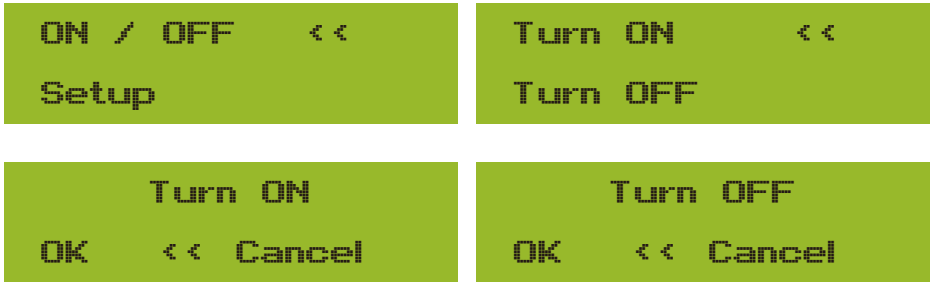 ON / OFF <<
Setup
Turn ON <<
Turn OFF
Turn ON
OK << Cancel
Turn OFF
OK << Cancel